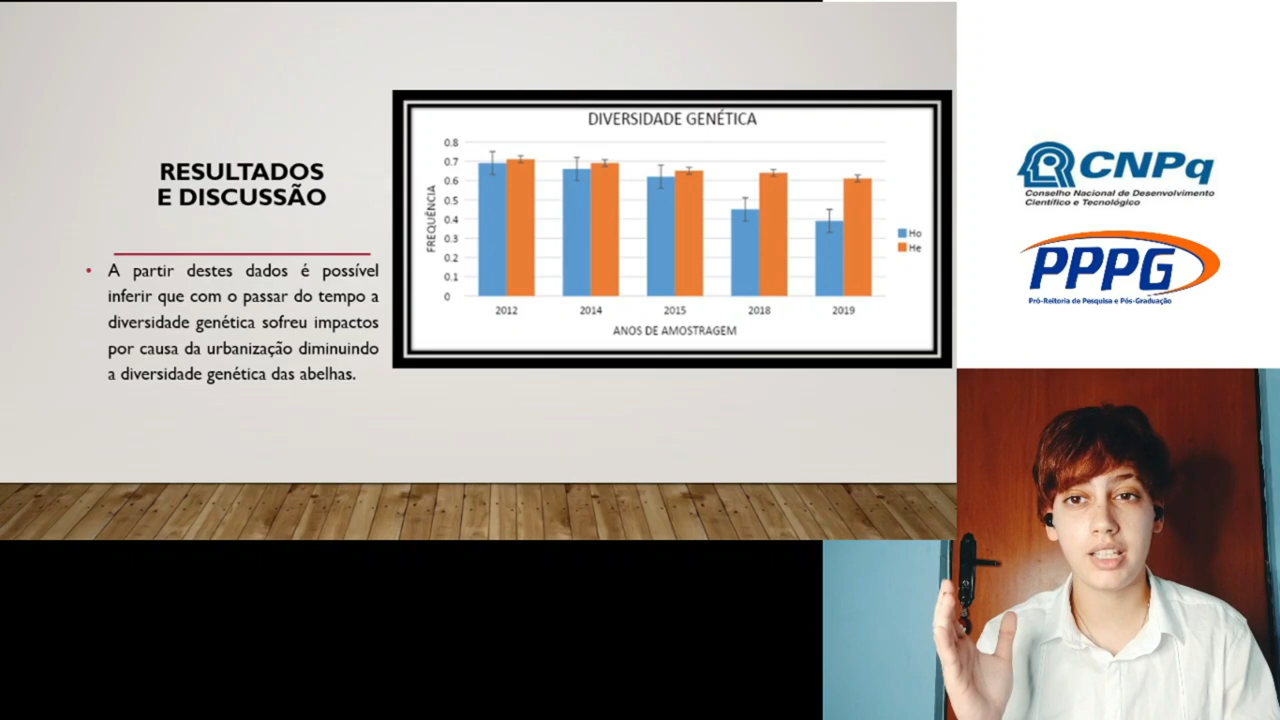 RESULTADOS
E DISCUSSÃO
• A partir destes dados é possível
inferir que com o passar do tempo a
diversidade genética sofreu impactos
por causa da urbanização diminuindo
a diversidade genética das abelhas.
DIVERSIDADE GENÉTICA
FREQUÊNCIA
0.8
0.7
0.6
0.5
0.4
0.3
0.2
0.1
0
2012 2014 2015 2018 2019
ANOS DE AMOSTRAGEM
Ho
He
CNPq
Conselho Nacional de Desenvolvimento
Científico e Tecnológico
PPPG
Pró-Reitoria de Pesquisa e Pós-Graduação